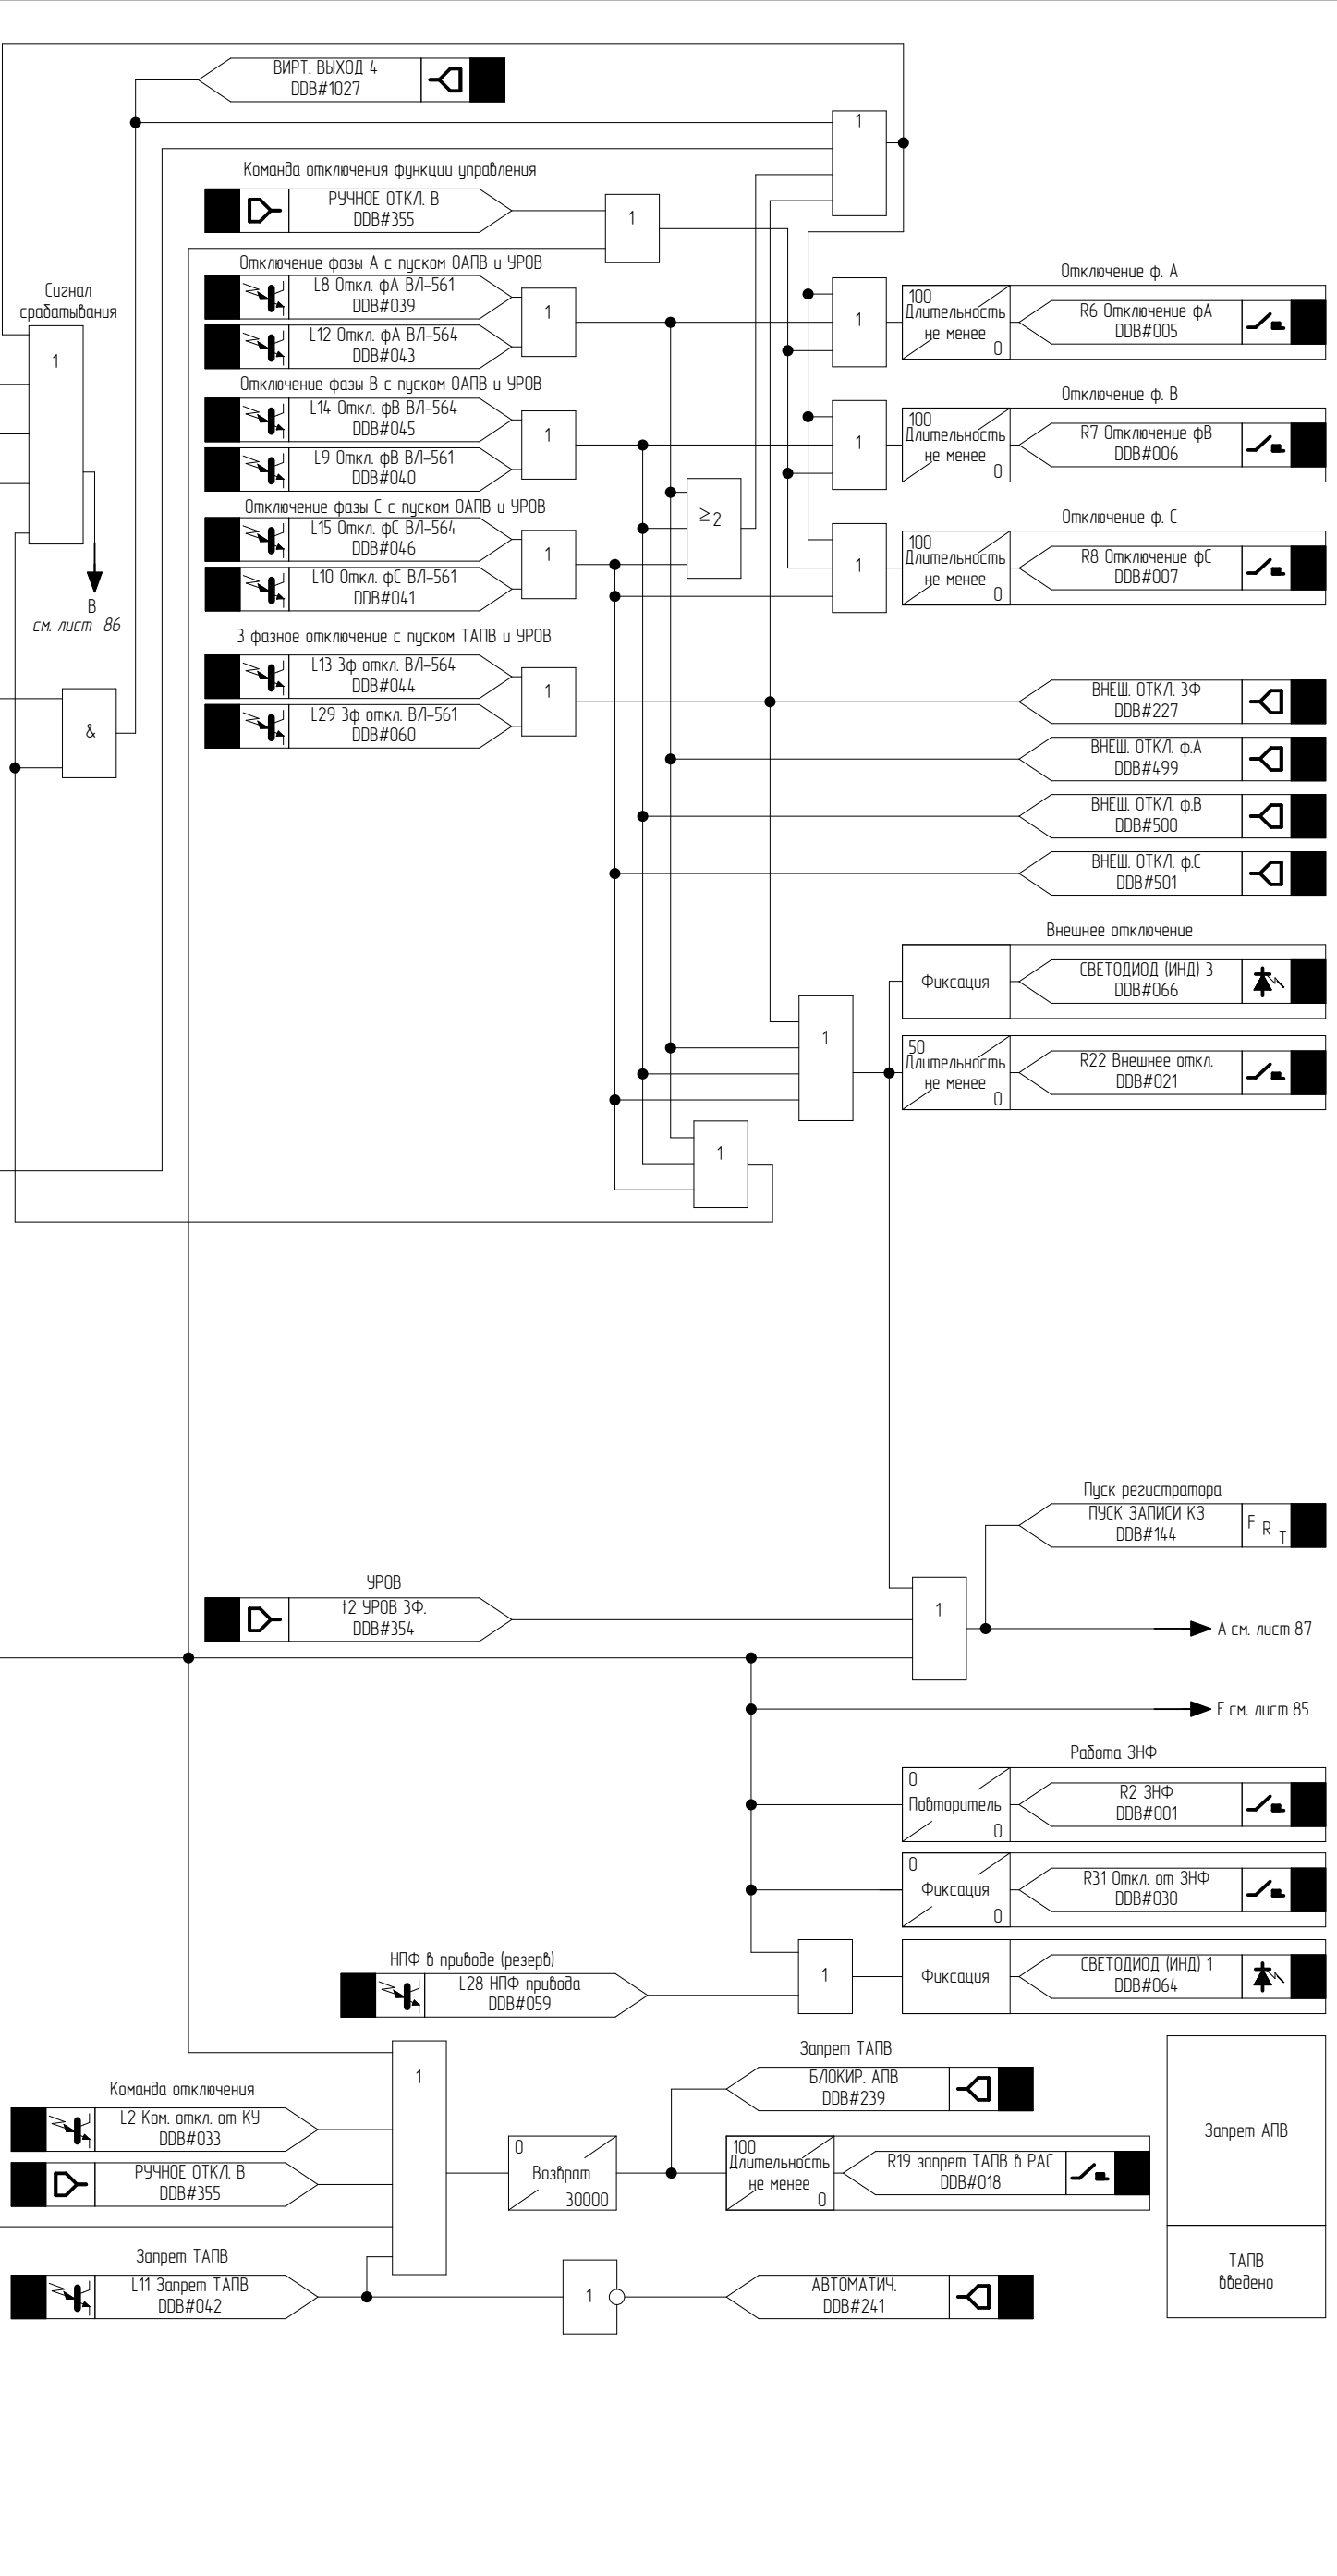 ВИРТ. ВЫХОД 4
DDB#1027
1
Команда отключения функции управления
РУЧНОЕ ОТКЛ. В
DDB#355
1
Отключение фазы А с пуском ОАПВ и УРОВ
L8 Откл. фА ВЛ-561
DDB#039
L12 Откл. фА ВЛ-564
DDB#043
1
Отключение фазы В с пуском ОАПВ и УРОВ
L14 Откл. фВ ВЛ-564
DDB#045
L9 Откл. фВ ВЛ-561
DDB#040
1
Отключение фазы С с пуском ОАПВ и УРОВ
L15 Откл. фС ВЛ-564
DDB#046
L10 Откл. фС ВЛ-561
DDB#041
1
3 фазное отключение с пуском ТАПВ и УРОВ
L13 3ф откл. ВЛ-564
DDB#044
L29 3ф откл. ВЛ-561
DDB#060
1
Сигнал
срабатывания
1
В
см. лист 86
&
≥2
Отключение ф. А
1
100
Длительность
не менее
0
R6 Отключение фА
DDB#005
Отключение ф. В
1
100
Длительность
не менее
0
R7 Отключение фВ
DDB#006
Отключение ф. С
1
100
Длительность
не менее
0
R8 Отключение фС
DDB#007
ВНЕШ. ОТКЛ. 3Ф
DDB#227
ВНЕШ. ОТКЛ. ф.А
DDB#499
ВНЕШ. ОТКЛ. ф.В
DDB#500
ВНЕШ. ОТКЛ. ф.С
DDB#501
Внешнее отключение
Фиксация
СВЕТОДИОД (ИНД) 3
DDB#066
1
50
Длительность
не менее
0
R22 Внешнее откл.
DDB#021
1
Пуск регистратора
ПУСК ЗАПИСИ КЗ
DDB#144
F R T
УРОВ
t2 УРОВ 3Ф.
DDB#354
1
А см. лист 87
Е см. лист 85
Работа ЗНФ
0
Повторитель
0
R2 ЗНФ
DDB#001
0
Фиксация
0
R31 Откл. от ЗНФ
DDB#030
НПФ в приводе (резерв)
L28 НПФ привода
DDB#059
1
Фиксация
СВЕТОДИОД (ИНД) 1
DDB#064
Команда отключения
L2 Ком. откл. от КУ
DDB#033
РУЧНОЕ ОТКЛ. В
DDB#355
1
0
Возврат
30000
Запрет ТАПВ
БЛОКИР. АПВ
DDB#239
100
Длительность
не менее
0
R19 запрет ТАПВ в РАС
DDB#018
Запрет ТАПВ
L11 Запрет ТАПВ
DDB#042
1
АВТОМАТИЧ.
DDB#241
Запрет АПВ
ТАПВ
введено